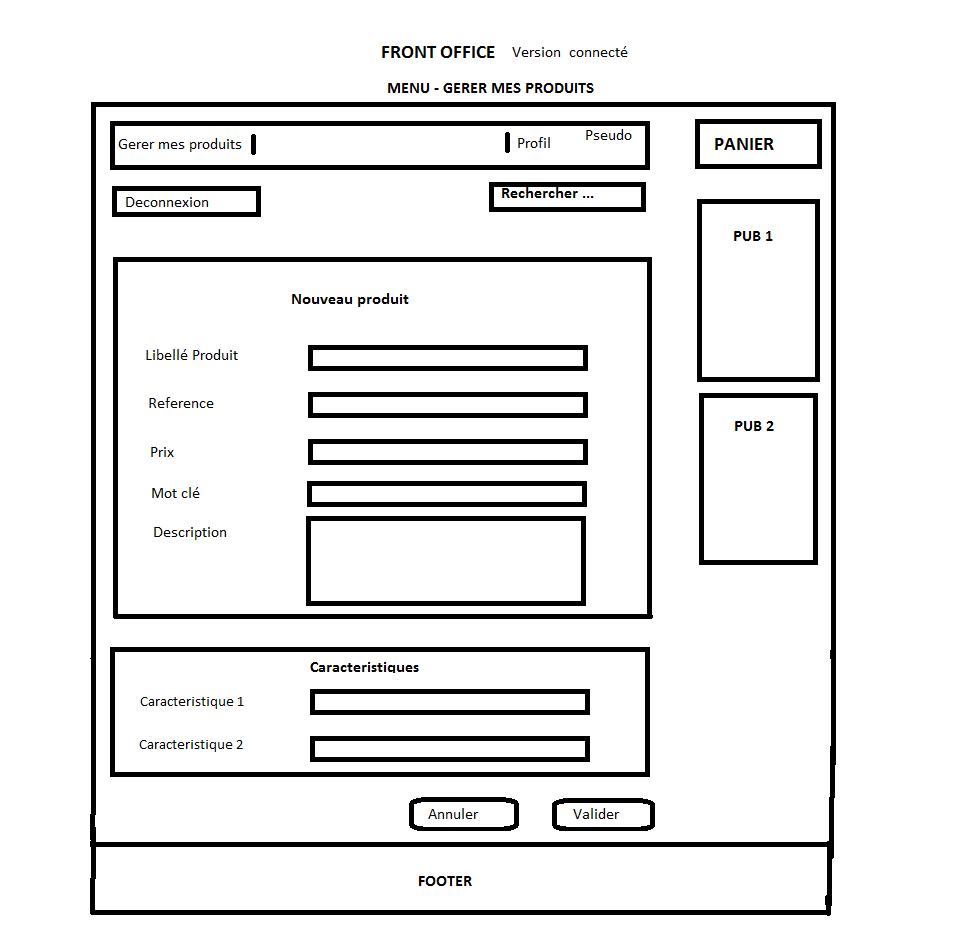 FRONT OFFICE Version connecté
MENU - GERER MES PRODUITS
Gerer mes produits Profil Pseudo
PANIER
Deconnexion
Rechercher ...
PUB 1
Nouveau produit
Libellé Produit
Reference
Prix
Mot clé
Description
PUB 2
Caracteristiques
Caracteristique 1
Caracteristique 2
Annuler
Valider
FOOTER